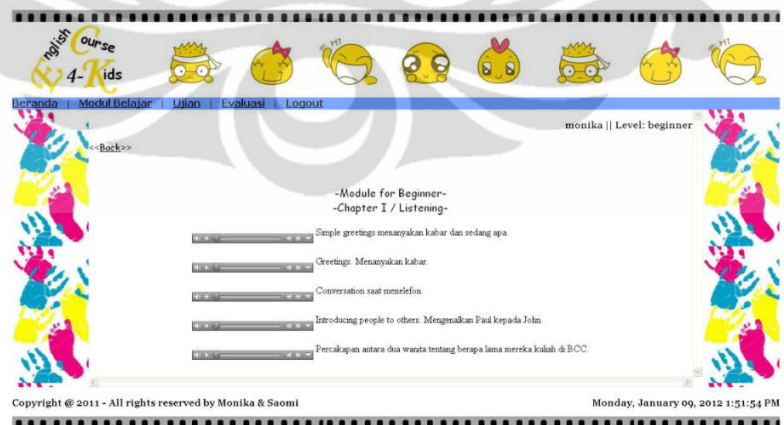 English Course
4-Kids
HI
HI
Beranda | Modul Belajar | Ujian | Evaluasi | Logout
monika || Level: beginner
<<Back>>
-Module for Beginner-
-Chapter I / Listening-
Simple greetings menanyakan kabar dan sedang apa.
Greetings. Menanyakan kabar.
Conversation saat menelefon.
Introducing people to others. Mengenalkan Paul kepada John.
Percakapan antara dua wanita tentang berapa lama mereka kuliah di BCC.
Copyright @ 2011 - All rights reserved by Monika & Saomi
Monday, January 09, 2012 1:51:54 PM